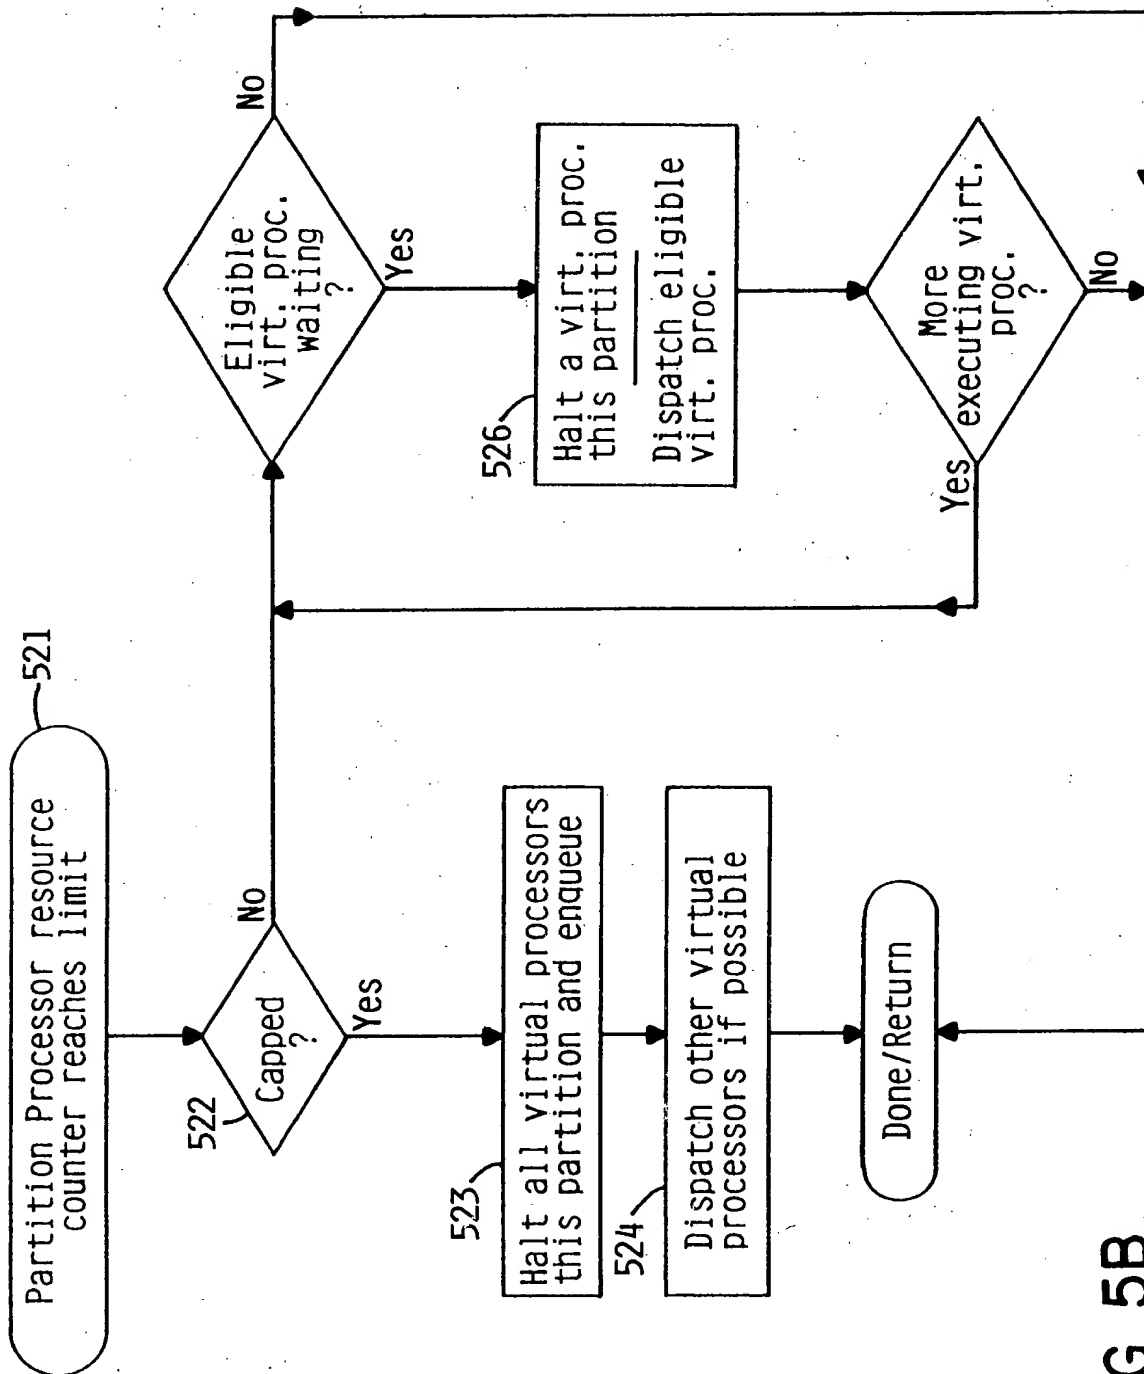 Partition Processor resource
counter reaches limit
521
Capped
?
522
No
Yes
Halt all virtual processors
this partition and enqueue
523
Dispatch other virtual
processors if possible
524
Done/Return
Eligible
virt. proc.
waiting
?
No
Yes
Halt a virt. proc.
this partition
Dispatch eligible
virt. proc.
526
More
executing virt.
proc.
?
Yes
No
G 5B